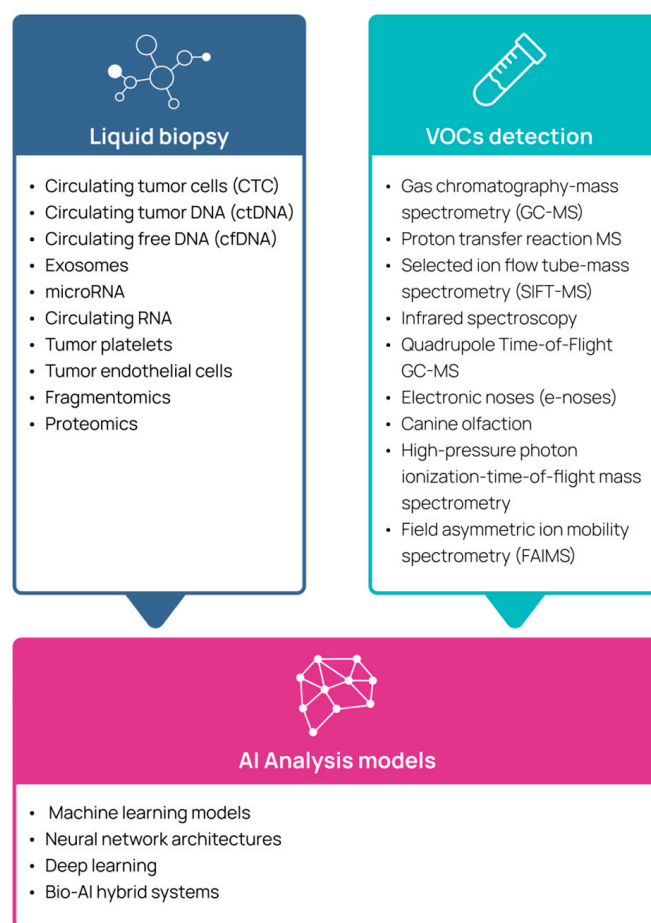 Liquid biopsy
• Circulating tumor cells (CTC)
• Circulating tumor DNA (ctDNA)
• Circulating free DNA (cfDNA)
• Exosomes
• microRNA
• Circulating RNA
• Tumor platelets
• Tumor endothelial cells
• Fragmentomics
• Proteomics
VOCs detection
• Gas chromatography-mass
spectrometry (GC-MS)
• Proton transfer reaction MS
• Selected ion flow tube-mass
spectrometry (SIFT-MS)
• Infrared spectroscopy
• Quadrupole Time-of-Flight
GC-MS
• Electronic noses (e-noses)
• Canine olfaction
• High-pressure photon
ionization-time-of-flight mass
spectrometry
• Field asymmetric ion mobility
spectrometry (FAIMS)
AI Analysis models
• Machine learning models
• Neural network architectures
• Deep learning
• Bio-AI hybrid systems